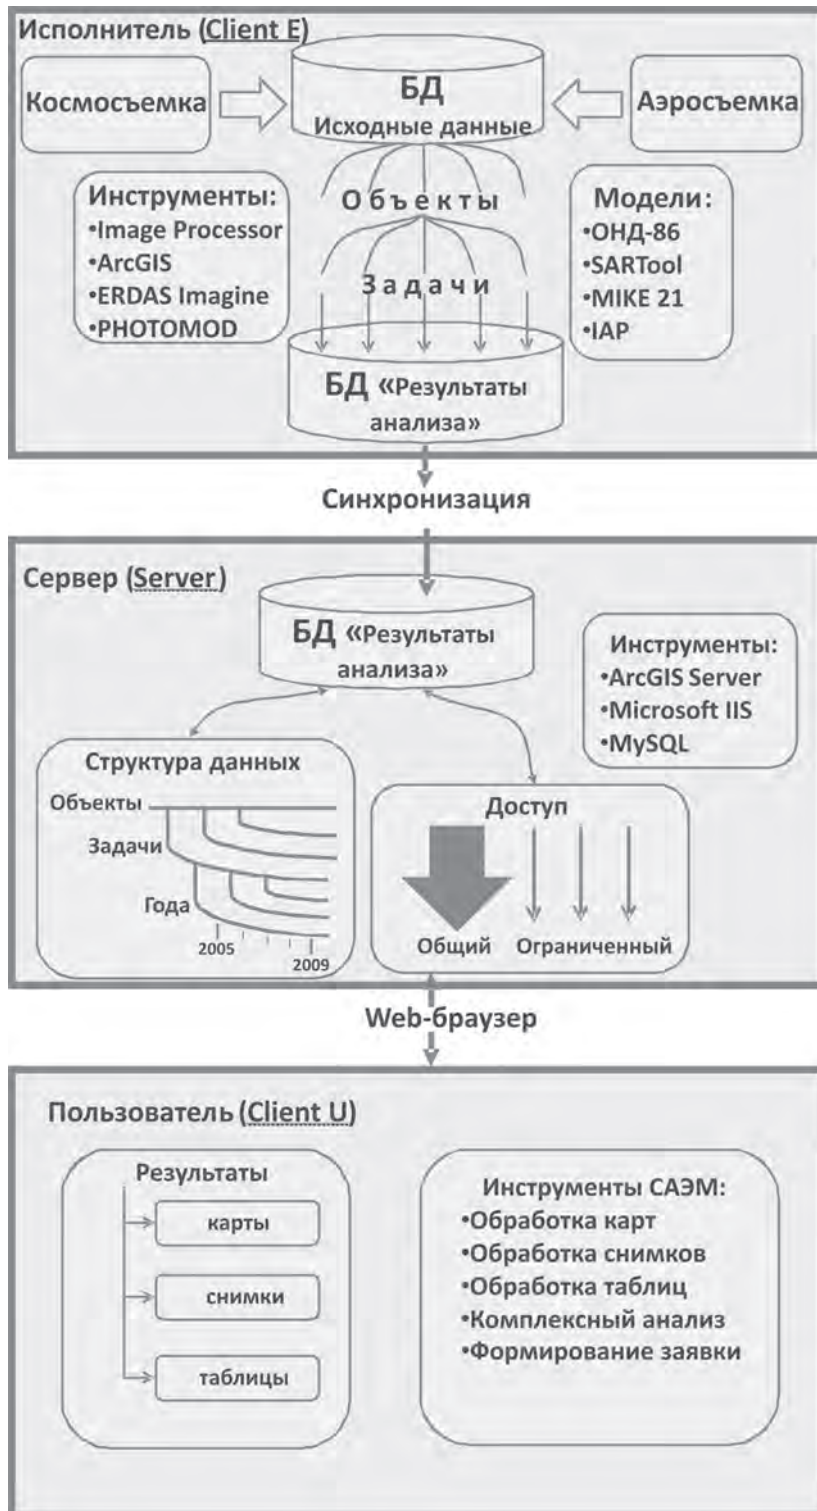 Исполнитель (Client E)
Космосъемка
БД
Исходные данные
Аэросъемка
Инструменты:
•Image Processor
•ArcGIS
•ERDAS Imagine
•PHOTOMOD
Объекты
Задачи
Модели:
•ОНД-86
•SARTool
•MIKE 21
•IAP
БД «Результаты
анализа»
Синхронизация
Сервер (Server)
БД «Результаты
анализа»
Инструменты:
•ArcGIS Server
•Microsoft IIS
•MySQL
Структура данных
Объекты
Задачи
Года
2005
2009
Доступ
Общий
Ограниченный
Web-браузер
Пользователь (Client U)
Результаты
карты
снимки
таблицы
Инструменты САЭМ:
•Обработка карт
•Обработка снимков
•Обработка таблиц
•Комплексный анализ
•Формирование заявки